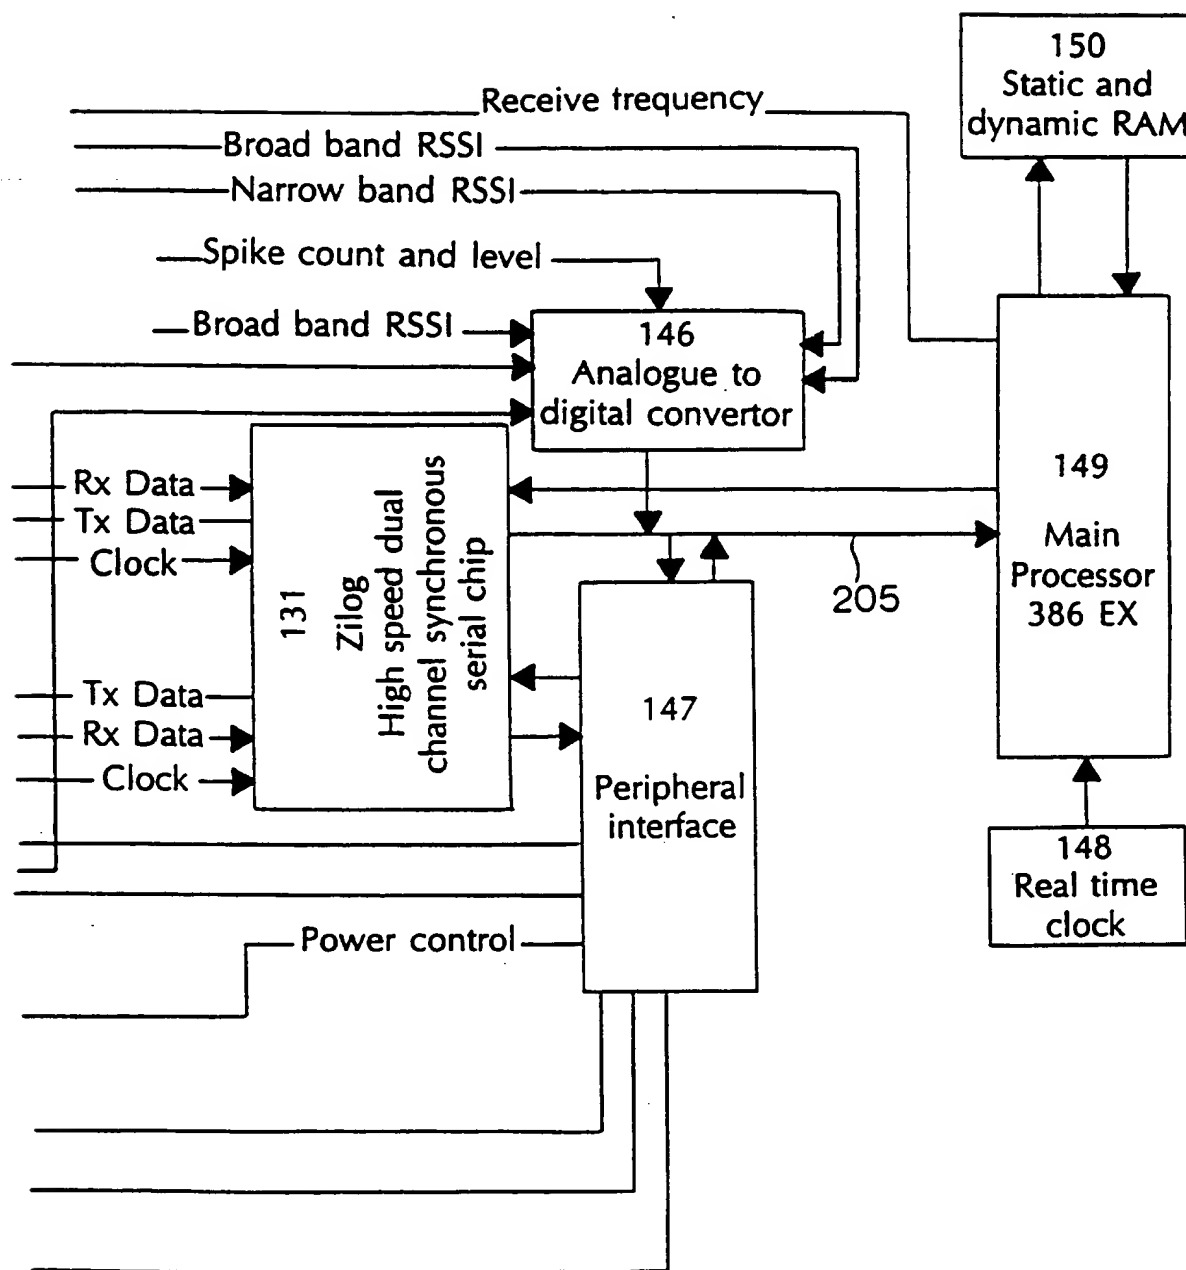 150
Static and
dynamic RAM
Receive trequency
Broad band RSSI
Narrow band RSSI
Spike count and level
Broad band RSSI
146
Analogue to
digital convertor
Rx Data
Tx Data
Clock
Tx Data
Rx Data
Clock
131
Zilog
High speed dual
channel synchronous
serial chip
205
149
Main
Processor
386 EX
147
Peripheral
interface
148
Real time
clock
Power control